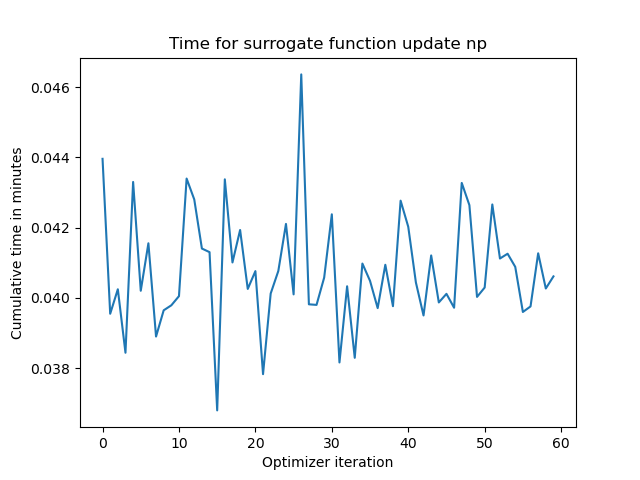 Time for surrogate function update np
Cumulative time in minutes
0.046
0.044
0.042
0.040
0.038
0 10 20 30 40 50 60
Optimizer iteration